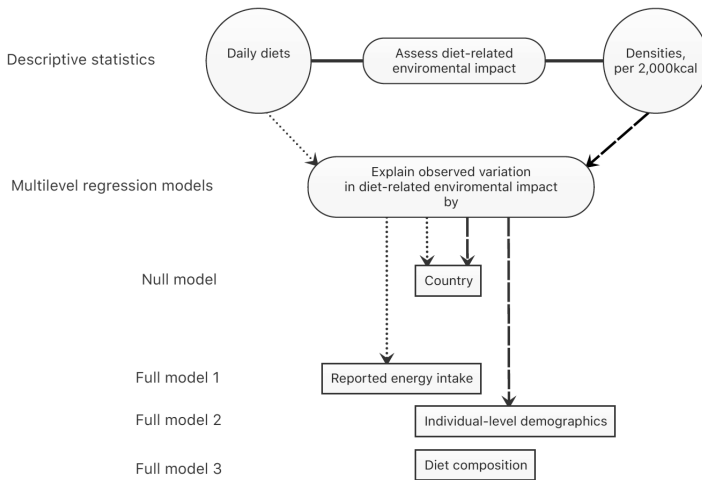 Descriptive statistics
Daily diets
Assess diet-related
enviromental impact
Densities,
per 2,000kcal
Multilevel regression models
Explain observed variation
in diet-related enviromental impact
by
Null model
Country
Full model 1
Reported energy intake
Full model 2
Individual-level demographics
Full model 3
Diet composition